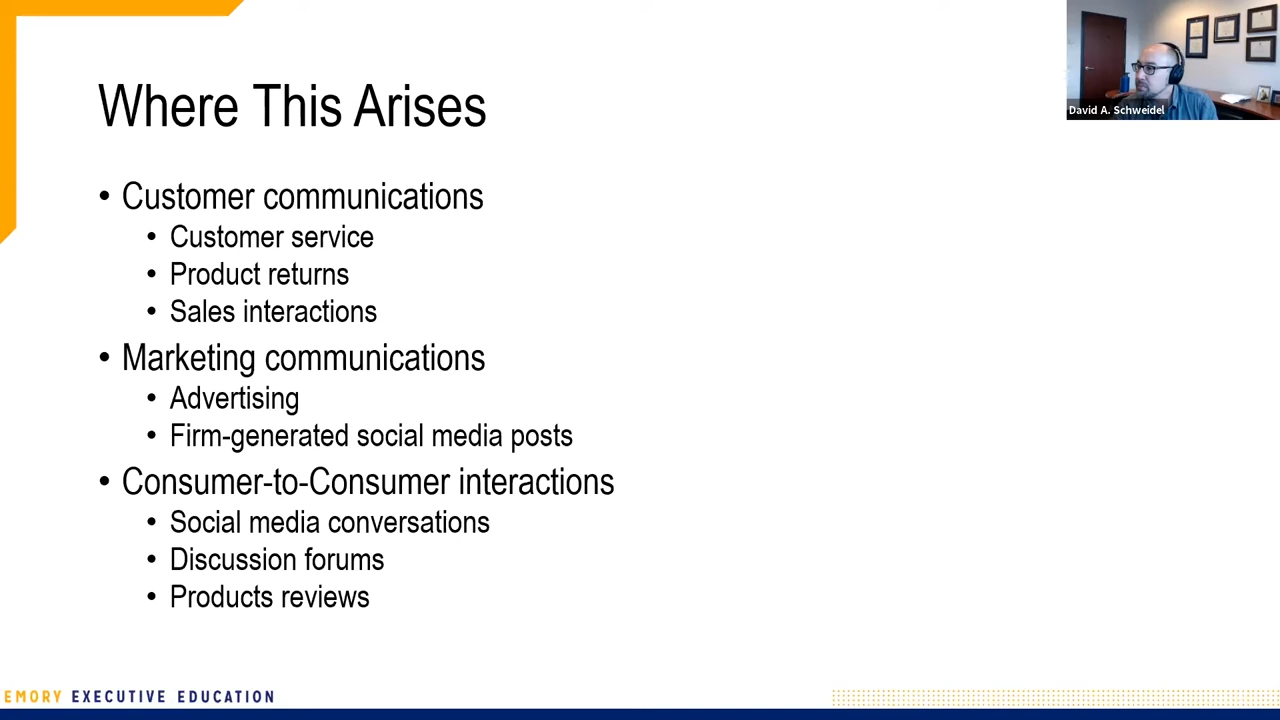 Where This Arises
David A. Schweidel
• Customer communications
• Customer service
• Product returns
• Sales interactions
• Marketing communications
• Advertising
• Firm-generated social media posts
• Consumer-to-Consumer interactions
• Social media conversations
• Discussion forums
• Products reviews
EMORY EXECUTIVE EDUCATION